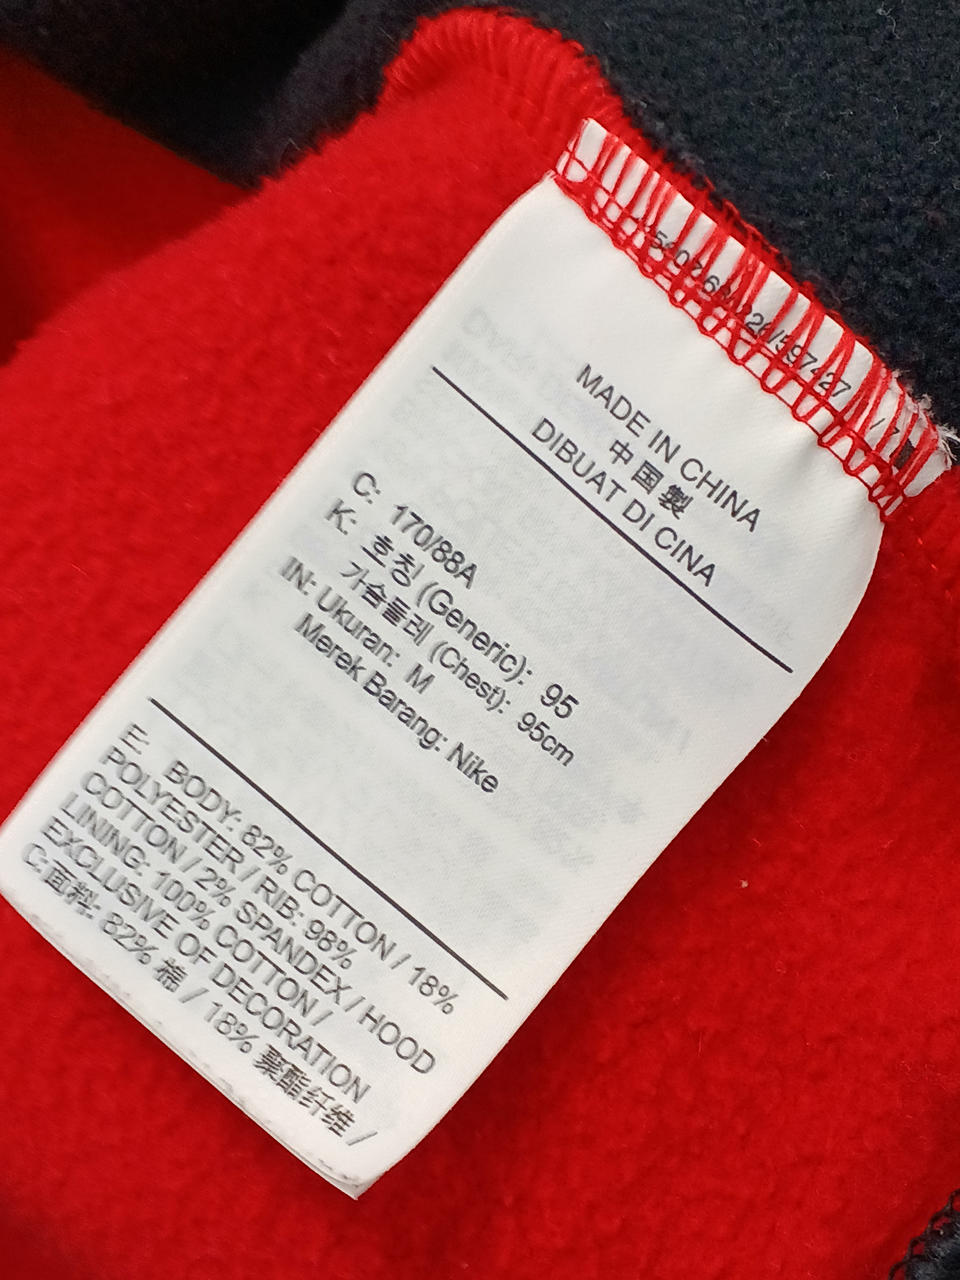 MADE IN CHINA
中国製
DIBUAT DI CINA
C: 170/88A
K: 호칭 (Generic): 95
가슴둘레 (Chest): 95cm
IN: Ukuran: M
Merek Barang: Nike
E: BODY: 82% COTTON / 18%
POLYESTER / RIB: 98%
COTTON / 2% SPANDEX / HOOD
LINING: 100% COTTON /
EXCLUSIVE OF DECORATION
C: 面料: 82% 棉 / 18% 聚酯纤维 /